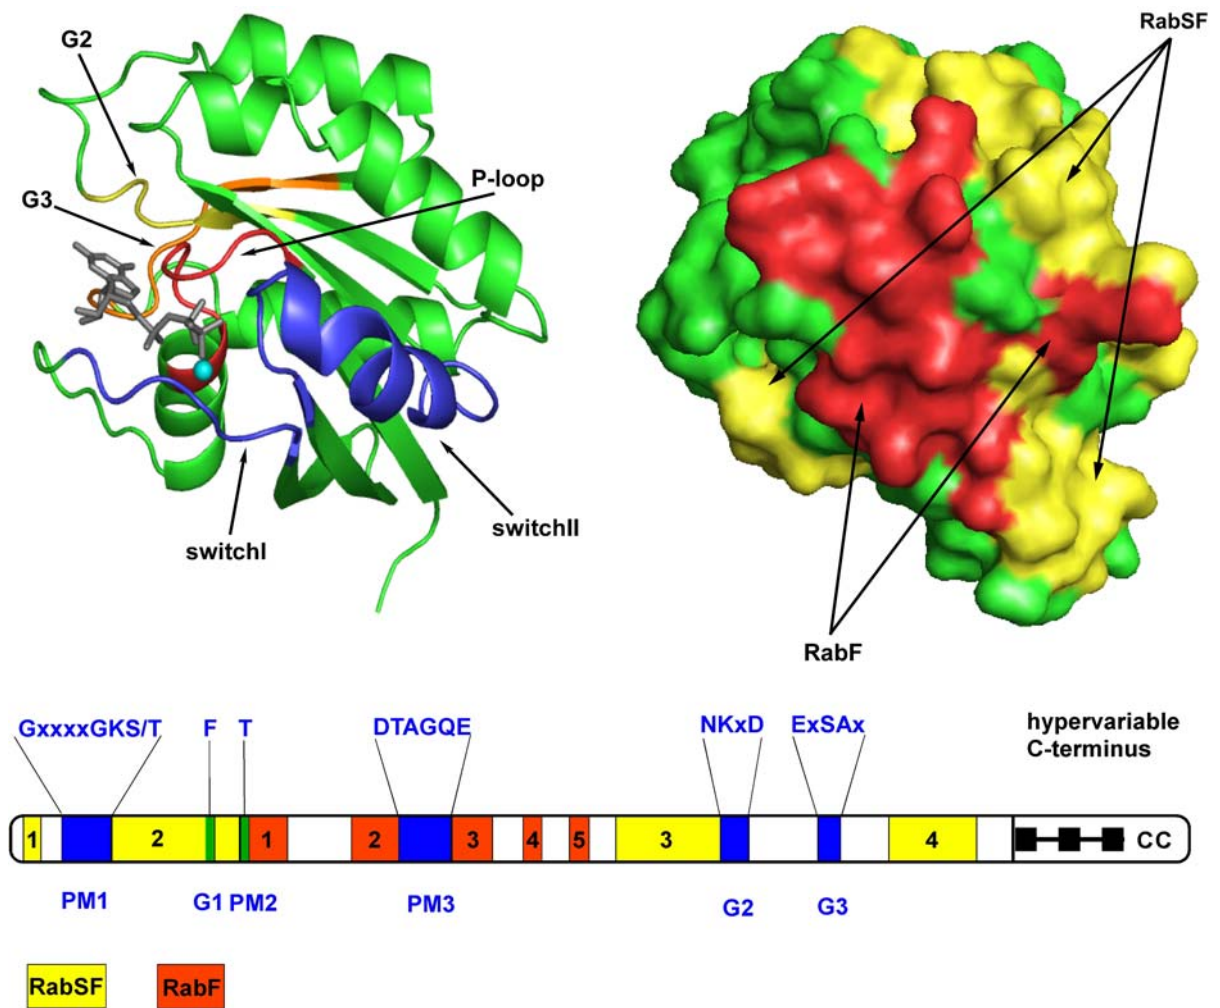 RabSF
G2
P-loop
G3
switchI
switchII
RabF
GxxxxGKS/T F T DTAGQE NKxD ExSAx hypervariable
C-terminus
1 2 1 2 3 4 5 3 4 CC
PM1 G1 PM2 PM3 G2 G3
RabSF RabF